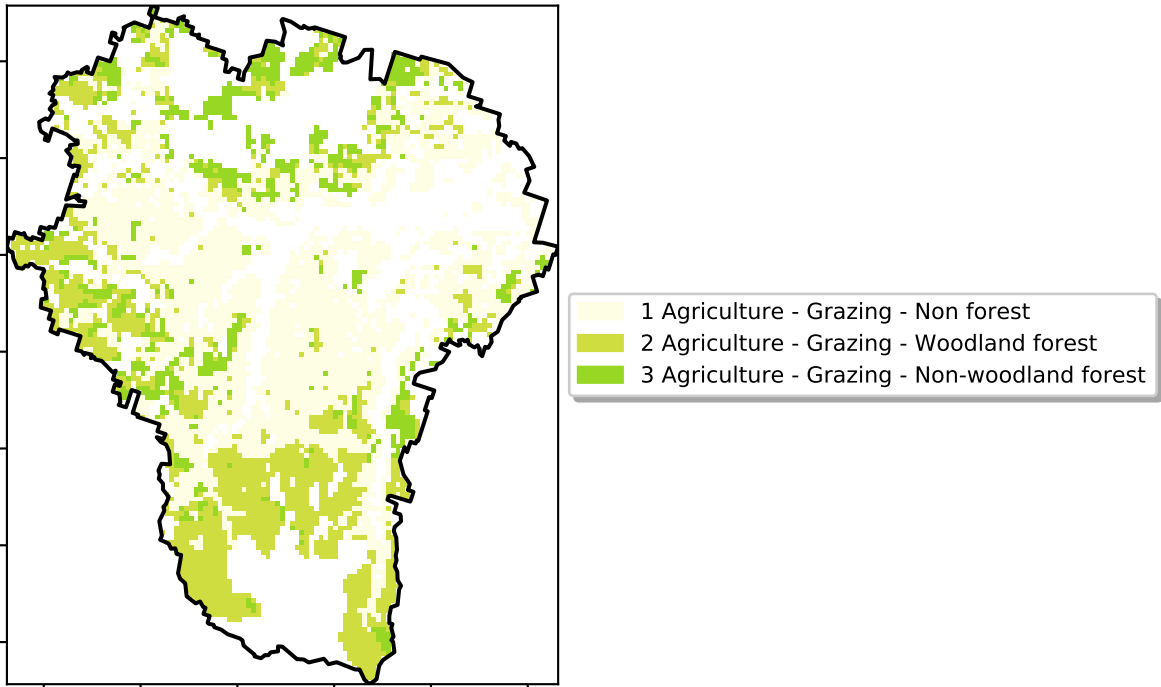 1 Agriculture - Grazing - Non forest
2 Agriculture - Grazing - Woodland forest
3 Agriculture - Grazing - Non-woodland forest